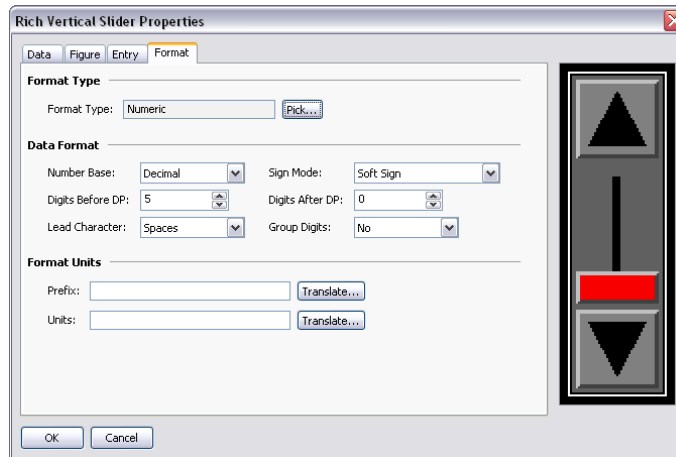 Rich Vertical Slider Properties
Data Figure Entry Format
Format Type
Format Type: Numeric Pick...
Data Format
Number Base: Decimal Sign Mode: Soft Sign
Digits Before DP: 5 Digits After DP: 0
Lead Character: Spaces Group Digits: No
Format Units
Prefix: Translate...
Units: Translate...
OK Cancel